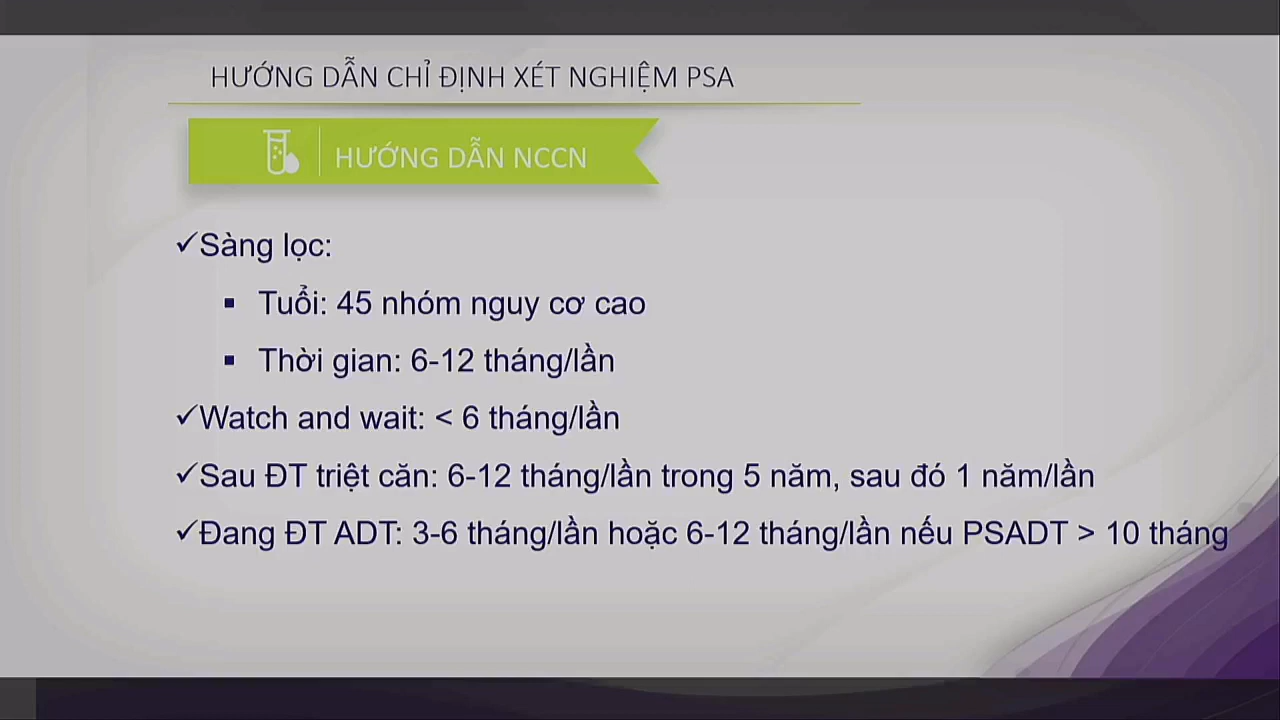 HƯỚNG DẪN CHỈ ĐỊNH XÉT NGHIỆM PSA
HƯỚNG DẪN NCCN
✓Sàng lọc:
▪ Tuổi: 45 nhóm nguy cơ cao
▪ Thời gian: 6-12 tháng/lần
✓Watch and wait: < 6 tháng/lần
✓Sau ĐT triệt căn: 6-12 tháng/lần trong 5 năm, sau đó 1 năm/lần
✓Đang ĐT ADT: 3-6 tháng/lần hoặc 6-12 tháng/lần nếu PSADT > 10 tháng